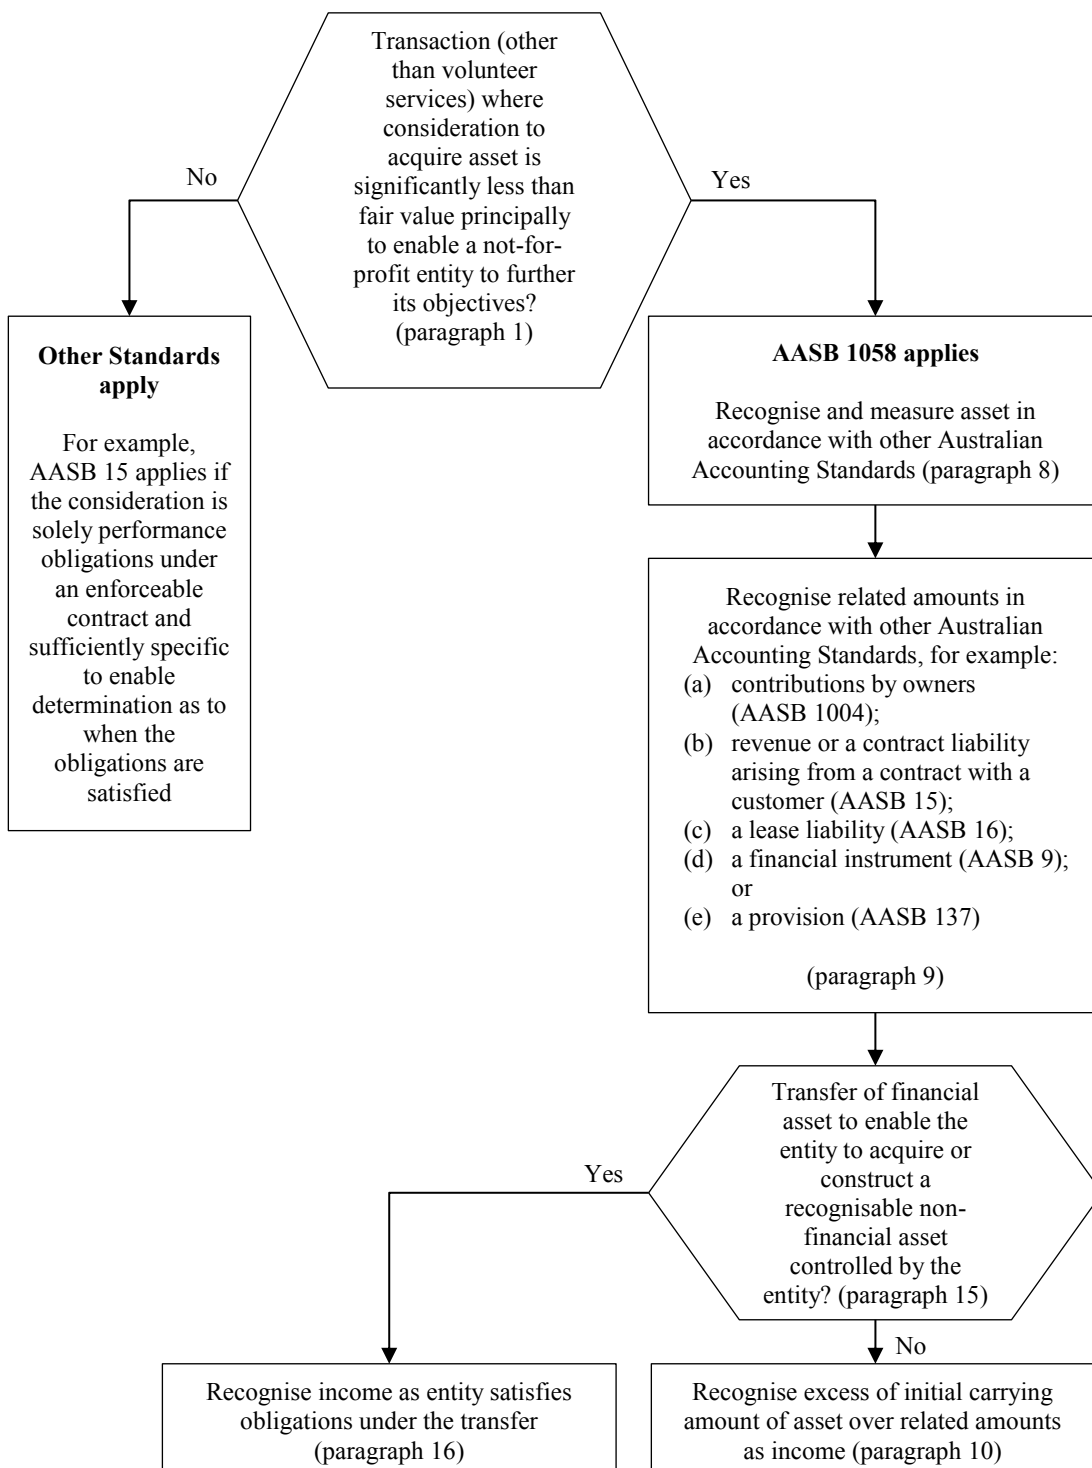 Transaction (other
than volunteer
services) where
consideration to
acquire asset is
significantly less than
fair value principally
to enable a not-for-
profit entity to further
its objectives?
(paragraph 1)
No
Yes
Other Standards
apply
For example,
AASB 15 applies if
the consideration is
solely performance
obligations under
an enforceable
contract and
sufficiently specific
to enable
determination as to
when the
obligations are
satisfied
AASB 1058 applies
Recognise and measure asset in
accordance with other Australian
Accounting Standards (paragraph 8)
Recognise related amounts in
accordance with other Australian
Accounting Standards, for example:
(a) contributions by owners
(AASB 1004);
(b) revenue or a contract liability
arising from a contract with a
customer (AASB 15);
(c) a lease liability (AASB 16);
(d) a financial instrument (AASB 9);
or
(e) a provision (AASB 137)
(paragraph 9)
Transfer of financial
asset to enable the
entity to acquire or
construct a
recognisable non-
financial asset
controlled by the
entity? (paragraph 15)
Yes
No
Recognise income as entity satisfies
obligations under the transfer
(paragraph 16)
Recognise excess of initial carrying
amount of asset over related amounts
as income (paragraph 10)